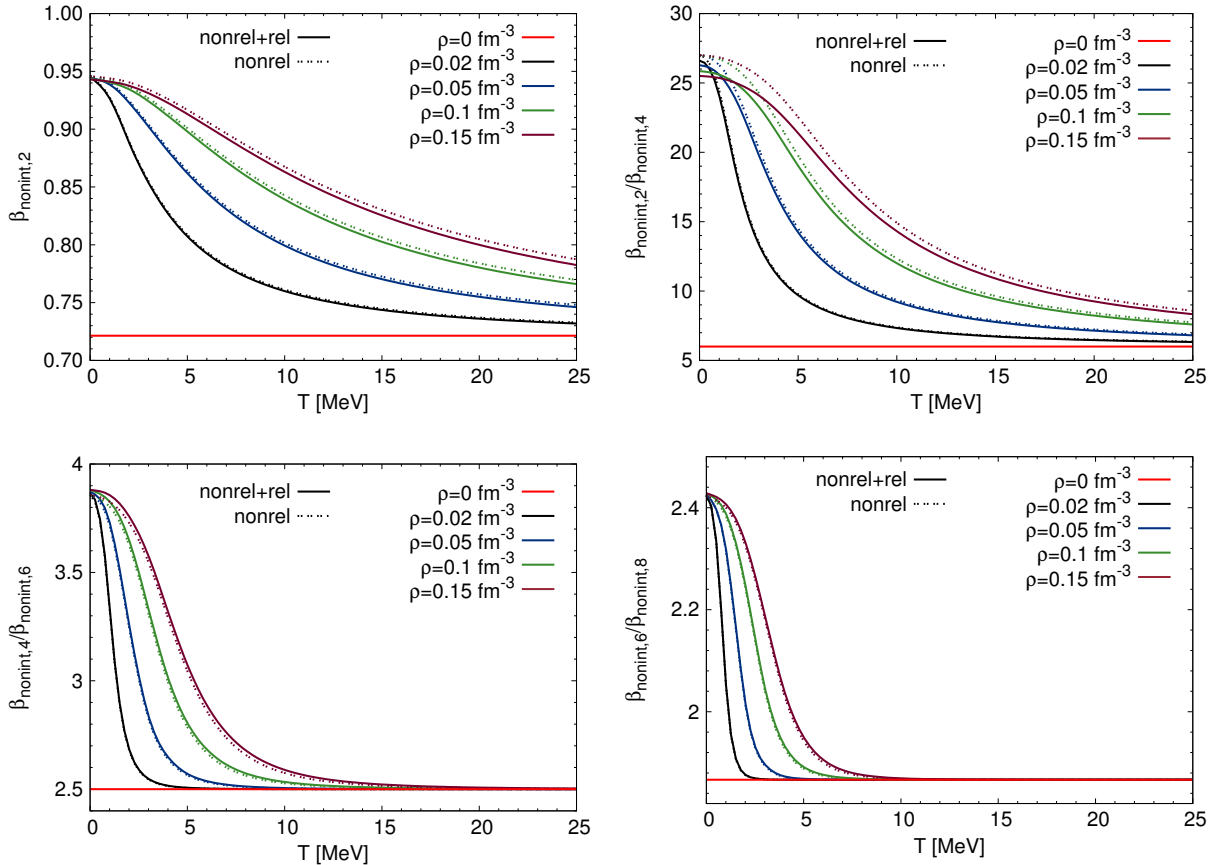 β_nonint,2
1.00
0.95
0.90
0.85
0.80
0.75
0.70
nonrel+rel
nonrel
ρ=0 fm⁻³
ρ=0.02 fm⁻³
ρ=0.05 fm⁻³
ρ=0.1 fm⁻³
ρ=0.15 fm⁻³
0 5 10 15 20 25
T [MeV]
β_nonint,2/β_nonint,4
30
25
20
15
10
5
nonrel+rel
nonrel
ρ=0 fm⁻³
ρ=0.02 fm⁻³
ρ=0.05 fm⁻³
ρ=0.1 fm⁻³
ρ=0.15 fm⁻³
0 5 10 15 20 25
T [MeV]
β_nonint,4/β_nonint,6
4
3.5
3
2.5
nonrel+rel
nonrel
ρ=0 fm⁻³
ρ=0.02 fm⁻³
ρ=0.05 fm⁻³
ρ=0.1 fm⁻³
ρ=0.15 fm⁻³
0 5 10 15 20 25
T [MeV]
β_nonint,6/β_nonint,8
2.4
2.2
2
nonrel+rel
nonrel
ρ=0 fm⁻³
ρ=0.02 fm⁻³
ρ=0.05 fm⁻³
ρ=0.1 fm⁻³
ρ=0.15 fm⁻³
0 5 10 15 20 25
T [MeV]